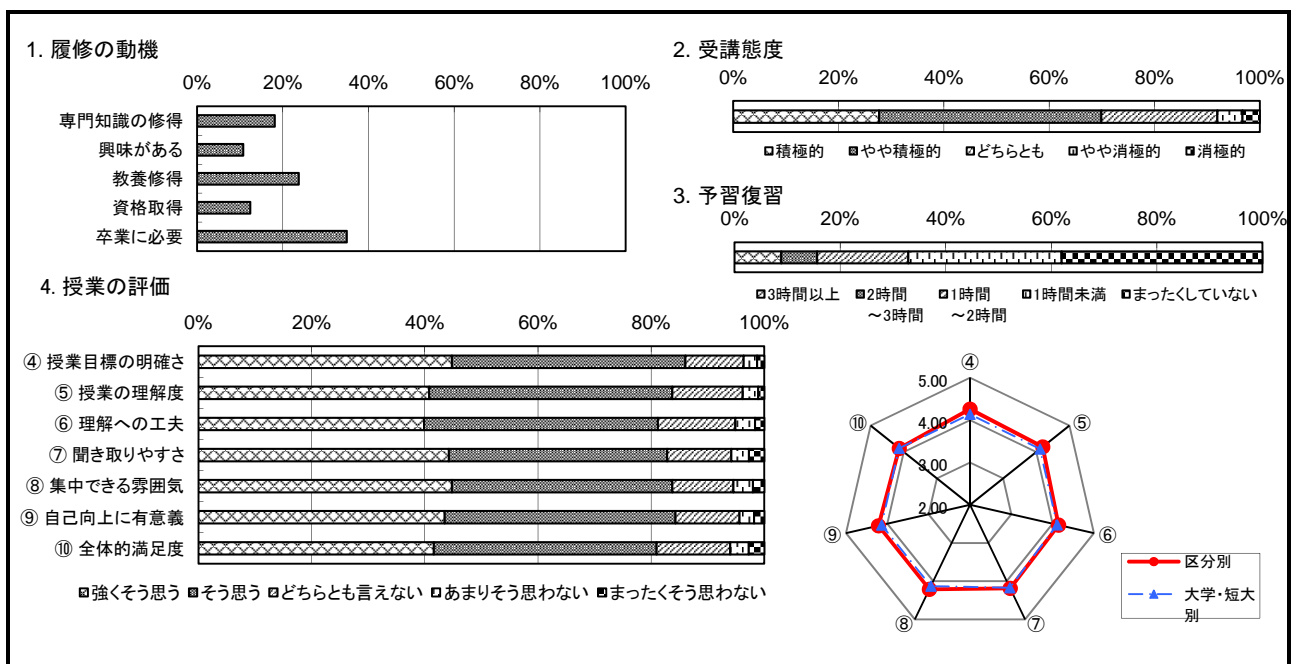 1. 履修の動機
0% 20% 40% 60% 80% 100%
専門知識の修得
興味がある
教養修得
資格取得
卒業に必要
2. 受講態度
0% 20% 40% 60% 80% 100%
積極的 やや積極的 どちらとも やや消極的 消極的
3. 予習復習
0% 20% 40% 60% 80% 100%
3時間以上 2時間 1時間 1時間未満 まったくしていない
～3時間 ～2時間
4. 授業の評価
0% 20% 40% 60% 80% 100%
④ 授業目標の明確さ
⑤ 授業の理解度
⑥ 理解への工夫
⑦ 聞き取りやすさ
⑧ 集中できる雰囲気
⑨ 自己向上に有意義
⑩ 全体的満足度
強くそう思う そう思う どちらとも言えない あまりそう思わない まったくそう思わない
④
5.00
⑩ 4.00 ⑤
3.00
2.00
⑨ ⑥
⑧ ⑦
区分別
大学・短大
別